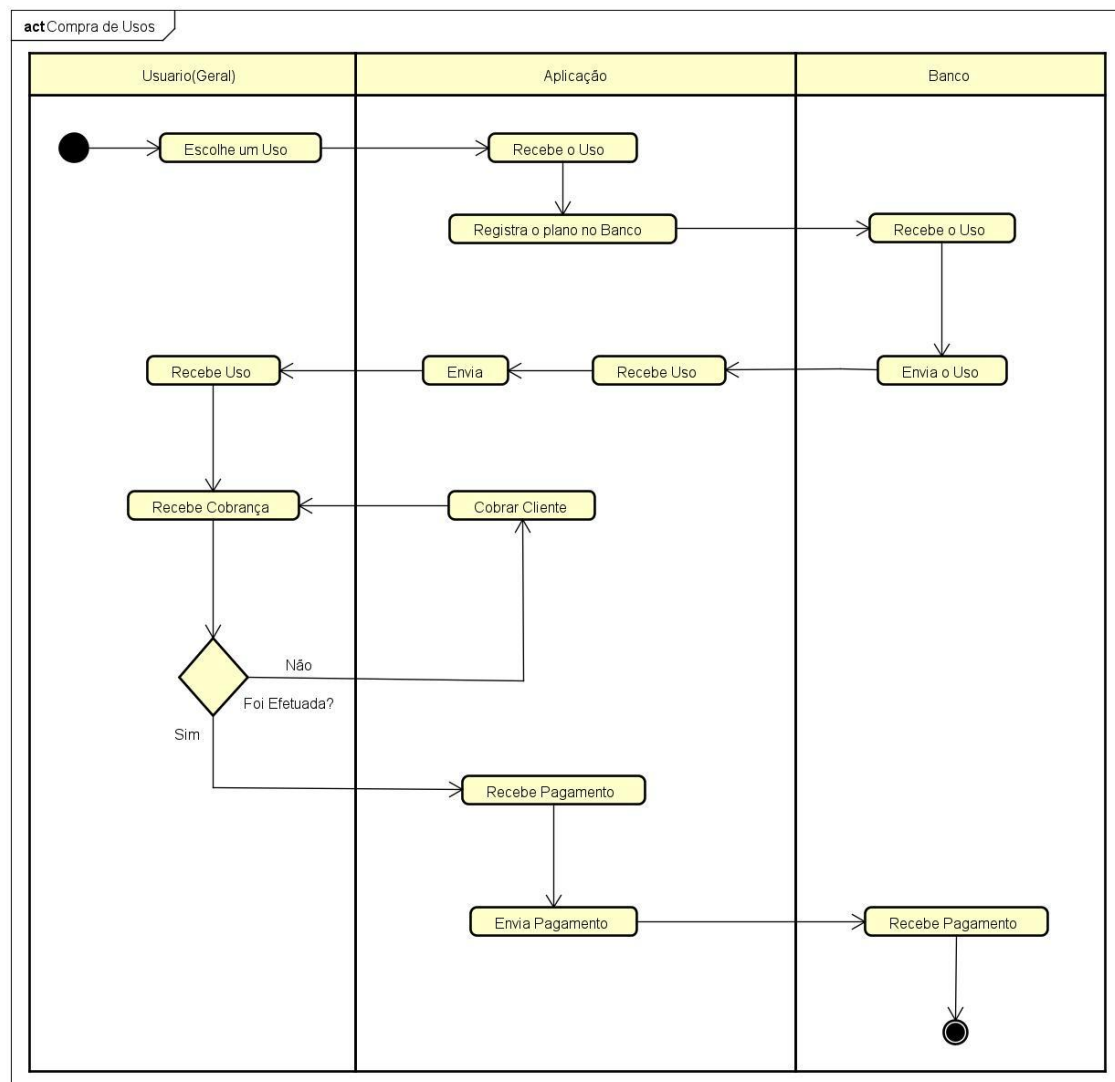 act Compra de Usos
Usuario(Geral)
Aplicação
Banco
Escolhe um Uso
Recebe o Uso
Registra o plano no Banco
Recebe o Uso
Recebe Uso
Envia
Recebe Uso
Envia o Uso
Recebe Cobrança
Cobrar Cliente
Não
Foi Efetuada?
Sim
Recebe Pagamento
Envia Pagamento
Recebe Pagamento